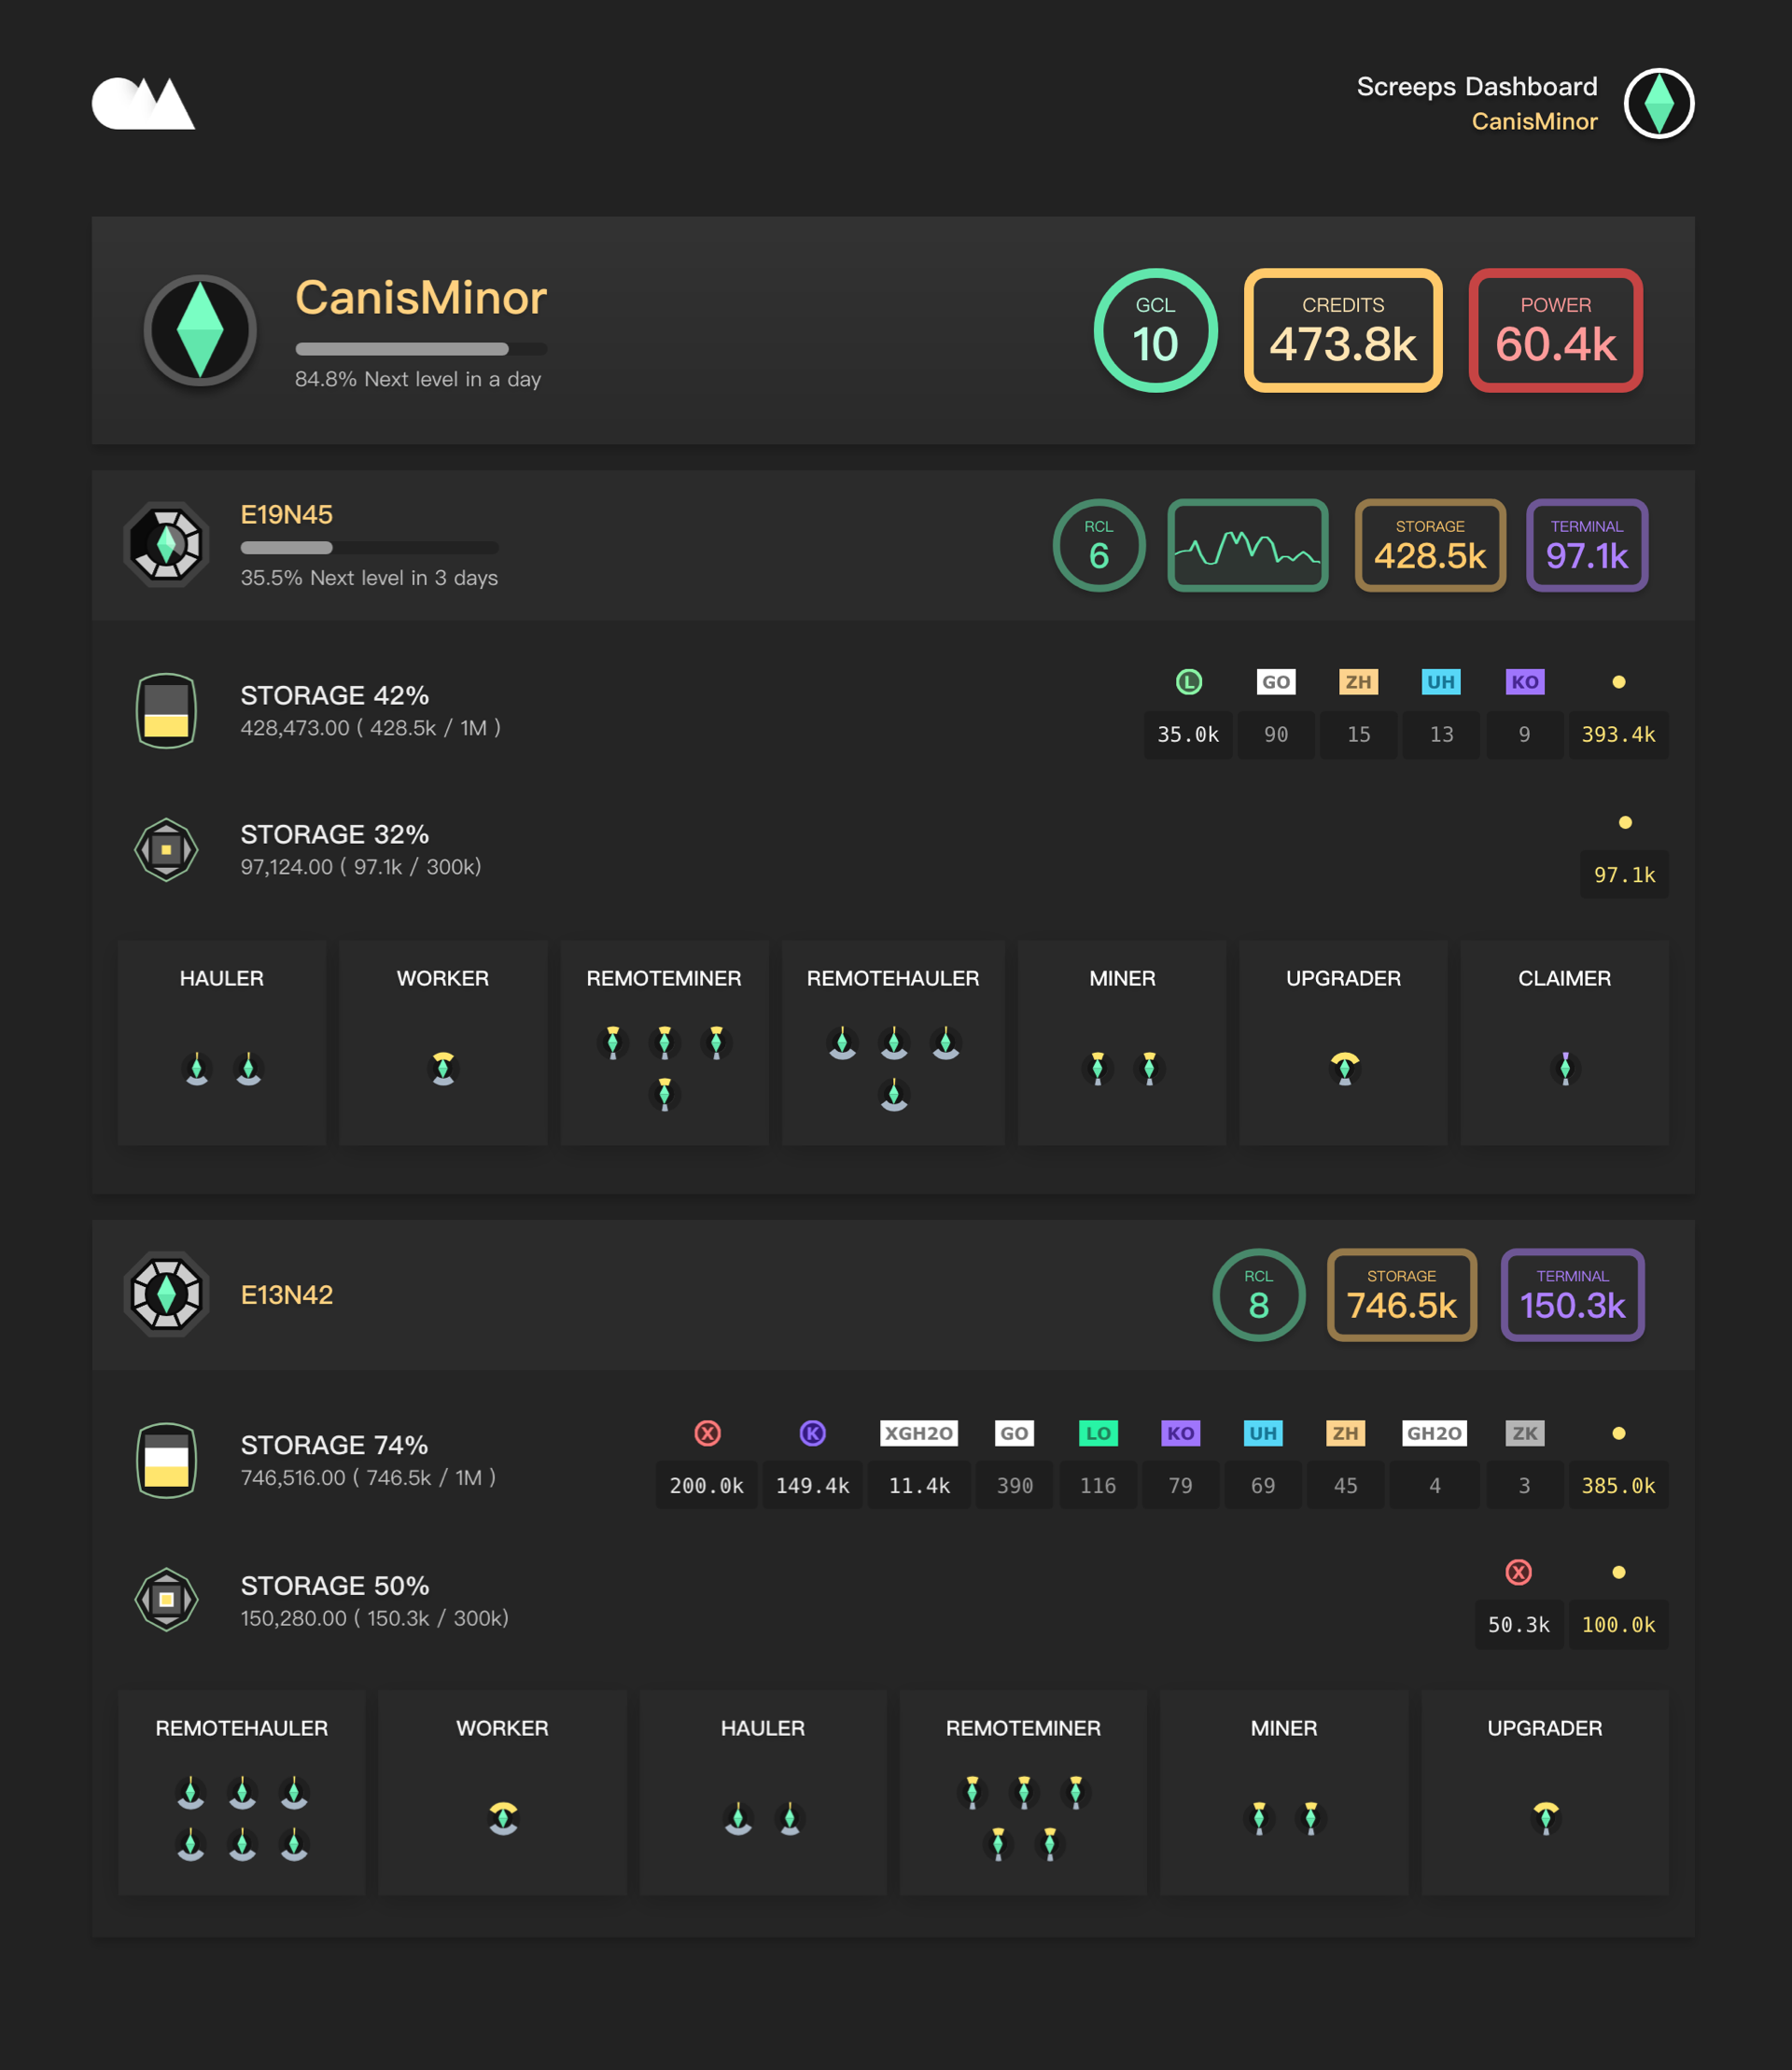 Screeps Dashboard
CanisMinor
CanisMinor
84.8% Next level in a day
GCL
10
CREDITS
473.8k
POWER
60.4k
E19N45
35.5% Next level in 3 days
RCL
6
STORAGE
428.5k
TERMINAL
97.1k
STORAGE 42%
428,473.00 ( 428.5k / 1M )
L GO ZH UH KO
35.0k 90 15 13 9 393.4k
STORAGE 32%
97,124.00 ( 97.1k / 300k)
97.1k
HAULER WORKER REMOTEMINER REMOTEHAULER MINER UPGRADER CLAIMER
E13N42
RCL
8
STORAGE
746.5k
TERMINAL
150.3k
STORAGE 74%
746,516.00 ( 746.5k / 1M )
X K XGH2O GO LO KO UH ZH GH2O ZK
200.0k 149.4k 11.4k 390 116 79 69 45 4 3 385.0k
STORAGE 50%
150,280.00 ( 150.3k / 300k)
X
50.3k 100.0k
REMOTEHAULER WORKER HAULER REMOTEMINER MINER UPGRADER